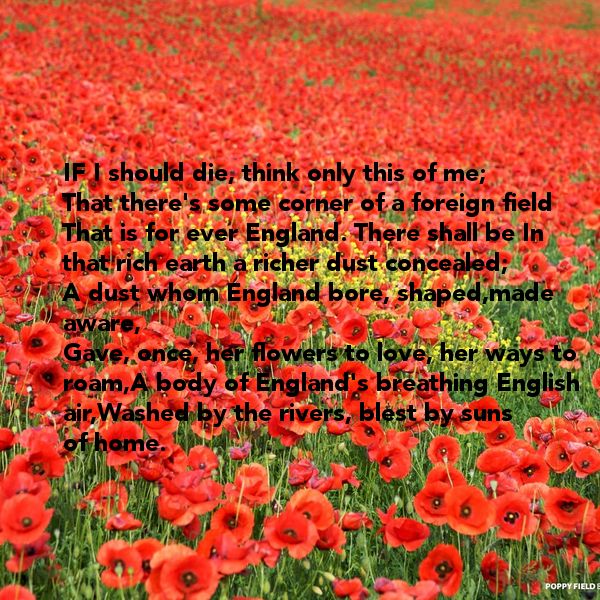 IF I should die, think only this of me;
That there's some corner of a foreign field
That is for ever England. There shall be In
that rich earth a richer dust concealed;
A dust whom England bore, shaped,made
aware,
Gave, once, her flowers to love, her ways to
roam,A body of England's breathing English
air,Washed by the rivers, blest by suns
of home.
POPPY FIELD